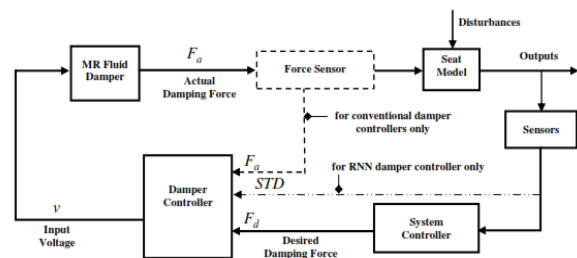 Disturbances
MR Fluid
Damper
F_a
Actual
Damping Force
Force Sensor
Seat
Model
Outputs
for conventional damper
controllers only
Sensors
for RNN damper controller only
F_a
STD
Damper
Controller
v
Input
Voltage
F_d
Desired
Damping Force
System
Controller